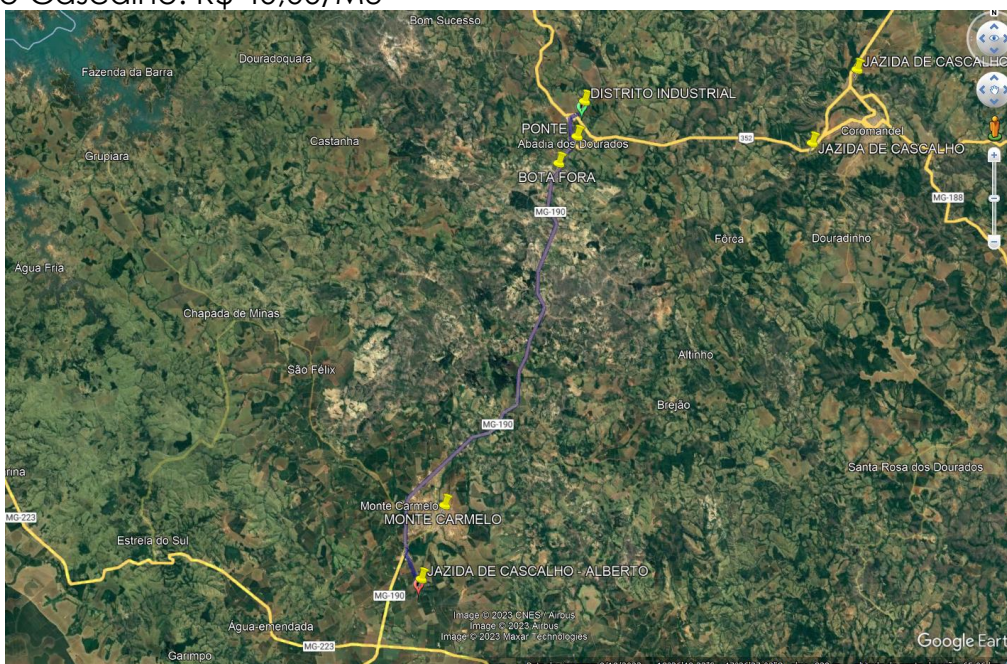 Cascalho: R$
Bom Sucesso
Douradoquara
Fazenda da Barra
JAZIDA DE CASCALHO
DISTRITO INDUSTRIAL
PONTE
Abadia dos Dourados
352
Coromandel
JAZIDA DE CASCALHO
Castanha
Grupiara
BOTA FORA
MG-188
MG-190
Forca
Douradinho
Água Fria
Chapada de Minas
São Félix
Altinho
Brejão
MG-190
Santa Rosa dos Dourados
Monte Carmelo
MONTE CARMELO
MG-223
Estrela do Sul
JAZIDA DE CASCALHO - ALBERTO
MG-190
Image © 2023 CNES / Airbus
Image © 2023 Airbus
Image © 2023 Maxar Technologies
Água-emendada
MG-223
Garimpo
Google Eart
N